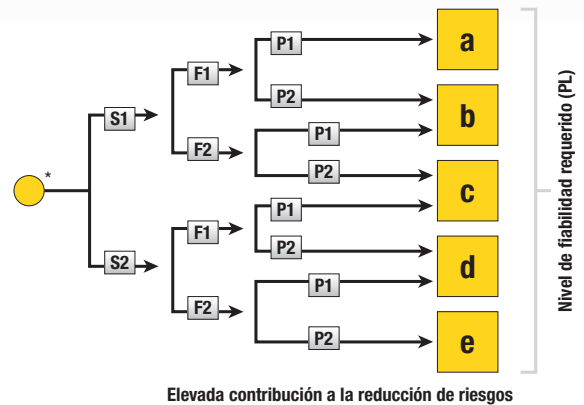 P1
a
F1
P2
b
S1
P1
F2
P2
c
*
P1
F1
P2
d
S2
P1
F2
P2
e
Nivel de fiabilidad requerido (PL)
Elevada contribución a la reducción de riesgos